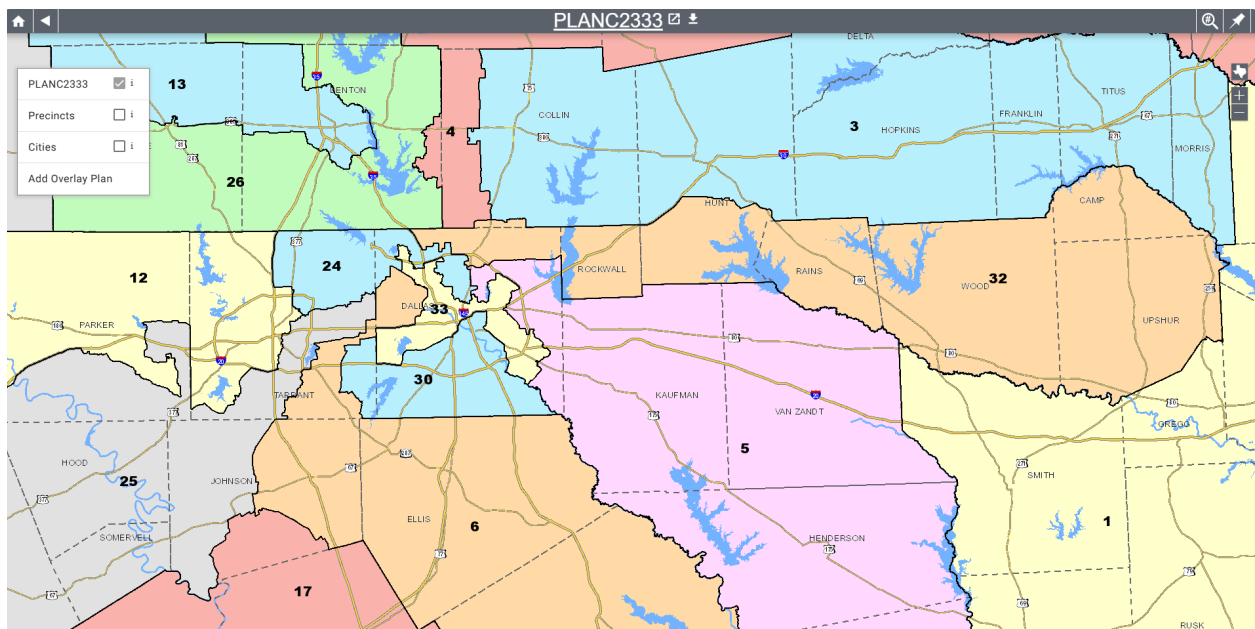 PLANC2333
PLANC2333 i
Precincts i
Cities i
Add Overlay Plan
DELTA
13
DENTON
COLLIN
TITUS
FRANKLIN
4
3
HOPKINS
MORRIS
26
CAMP
HUNT
12
24
ROCKWALL
RAINS
WOOD
32
DALLAS
33
PARKER
UPSHUR
30
TARRANT
KAUFMAN
VAN ZANDT
GREGG
5
HOOD
SMITH
25
JOHNSON
ELLIS
6
1
SOMERVELL
HENDERSON
17
RUSK